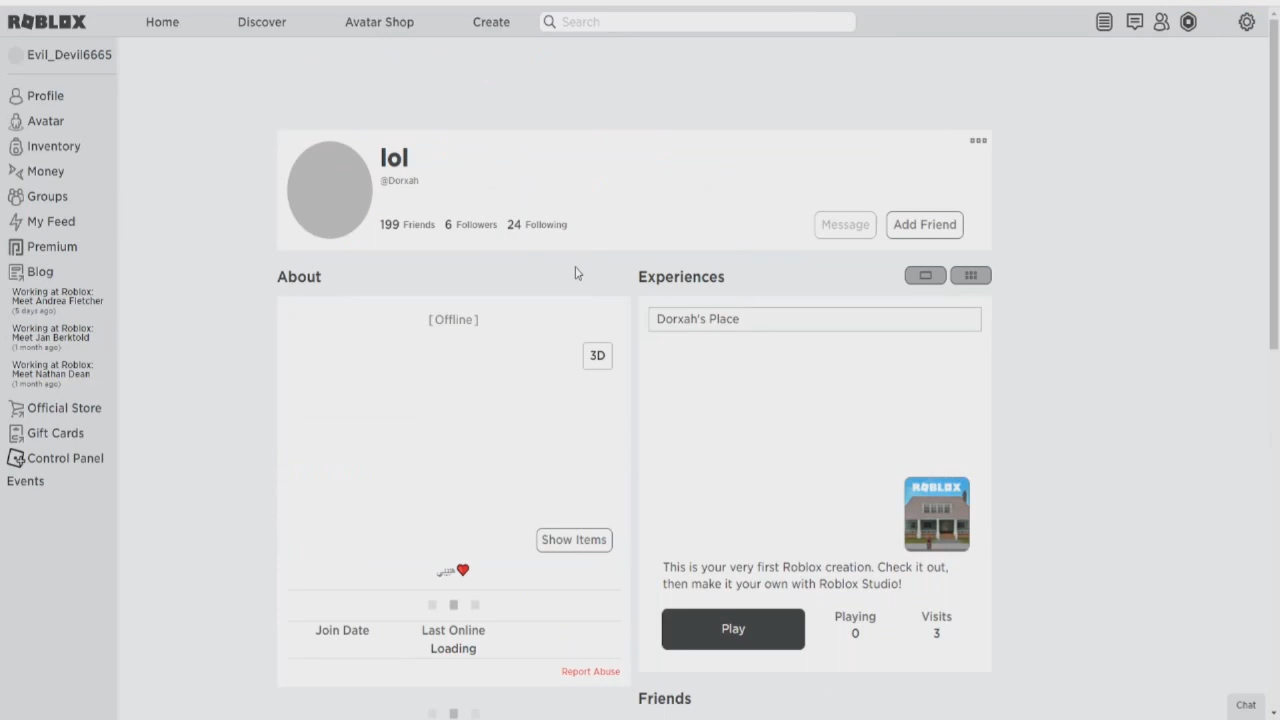 ROBLOX
Home
Discover
Avatar Shop
Create
Search
Evil_Devil6665
Profile
Avatar
Inventory
Money
Groups
My Feed
Premium
Blog
Working at Roblox:
Meet Andrea Fletcher
(5 days ago)
Working at Roblox:
Meet Jan Berktold
(1 month ago)
Working at Roblox:
Meet Nathan Dean
(1 month ago)
Official Store
Gift Cards
Control Panel
Events
lol
@Dorxah
199 Friends 6 Followers 24 Following
Message
Add Friend
About
[ Offline ]
3D
Show Items
Join Date
Last Online
Loading
Report Abuse
Experiences
Dorxah's Place
ROBLOX
This is your very first Roblox creation. Check it out,
then make it your own with Roblox Studio!
Play
Playing
0
Visits
3
Friends
Chat